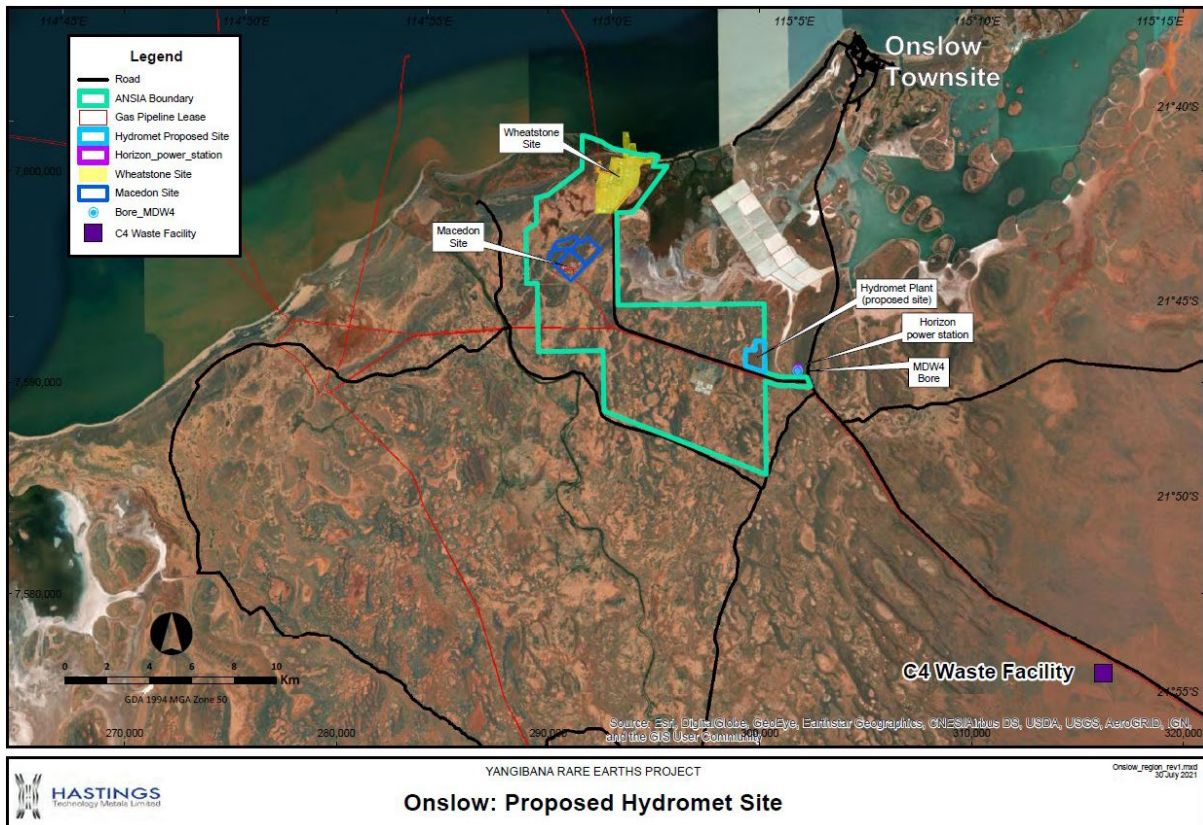 114°45'E
114°50'E
114°55'E
115°0'E
115°5'E
115°10'E
115°15'E
Legend
Road
ANSIA Boundary
Gas Pipeline Lease
Hydromet Proposed Site
Horizon_power_station
Wheatstone Site
Macedon Site
Bore_MDW4
C4 Waste Facility
Onslow
Townsite
21°40'S
Wheatstone
Site
7,600,000
Macedon
Site
Hydromet Plant
(proposed site)
21°45'S
Horizon
power station
MDW4
Bore
7,590,000
21°50'S
7,580,000
0 2 4 6 8 10
Km
GDA 1994 MGA Zone 50
C4 Waste Facility
21°55'S
Source: Esri, DigitalGlobe, GeoEye, Earthstar Geographics, CNES/Airbus DS, USDA, USGS, AeroGRID, IGN,
and the GIS User Community
270,000
280,000
290,000
300,000
310,000
320,000
HASTINGS
Technology Metals Limited
YANGIBANA RARE EARTHS PROJECT
Onslow: Proposed Hydromet Site
Onslow_region_rev1.mxd
30 July 2021